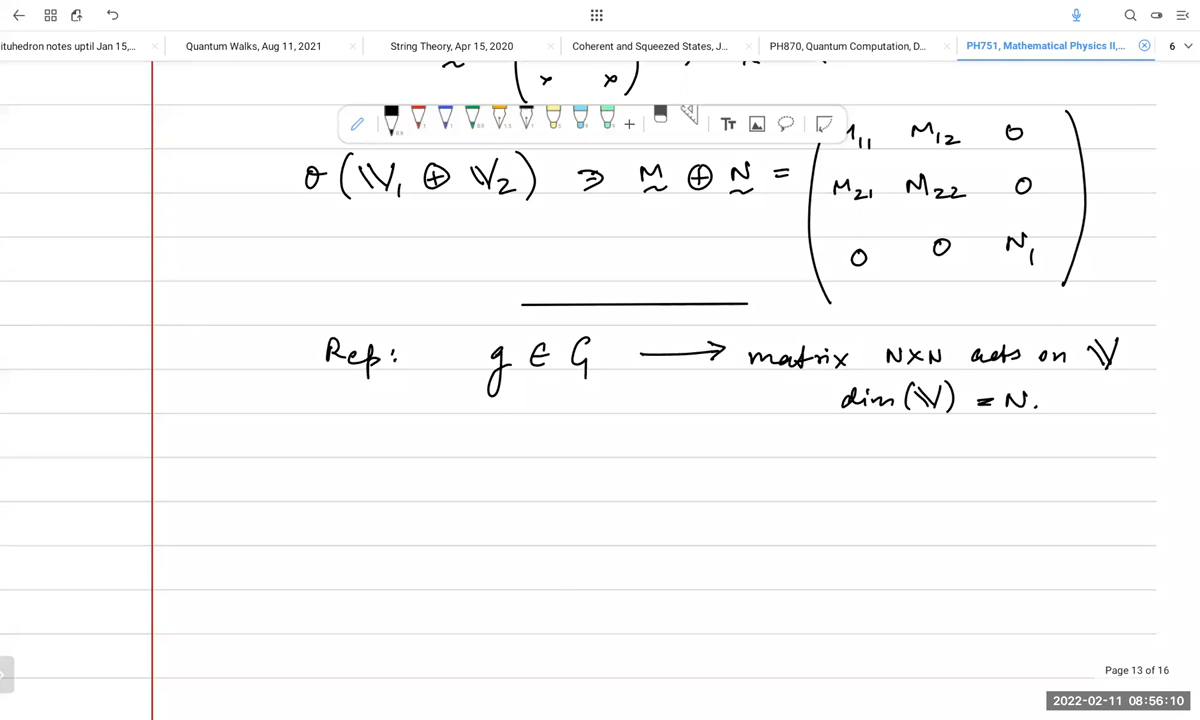 ituhedron notes uptil Jan 15,... Quantum Walks, Aug 11, 2021 String Theory, Apr 15, 2020 Coherent and Squeezed States, J... PH870, Quantum Computation, D... PH751, Mathematical Physics II,... 6
( x x ) ,
Tт
M11 M12 0
σ (𝕍1 ⊕ 𝕍2) ∋ M ⊕ N = M21 M22 0
0 0 N1
Rep: g ∈ G ⟶ matrix N×N acts on 𝕍
dim (𝕍) = N.
Page 13 of 16
2022-02-11 08:56:10